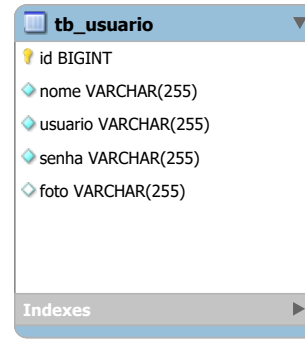 tb_usuario
id BIGINT
nome VARCHAR(255)
usuario VARCHAR(255)
senha VARCHAR(255)
foto VARCHAR(255)
Indexes